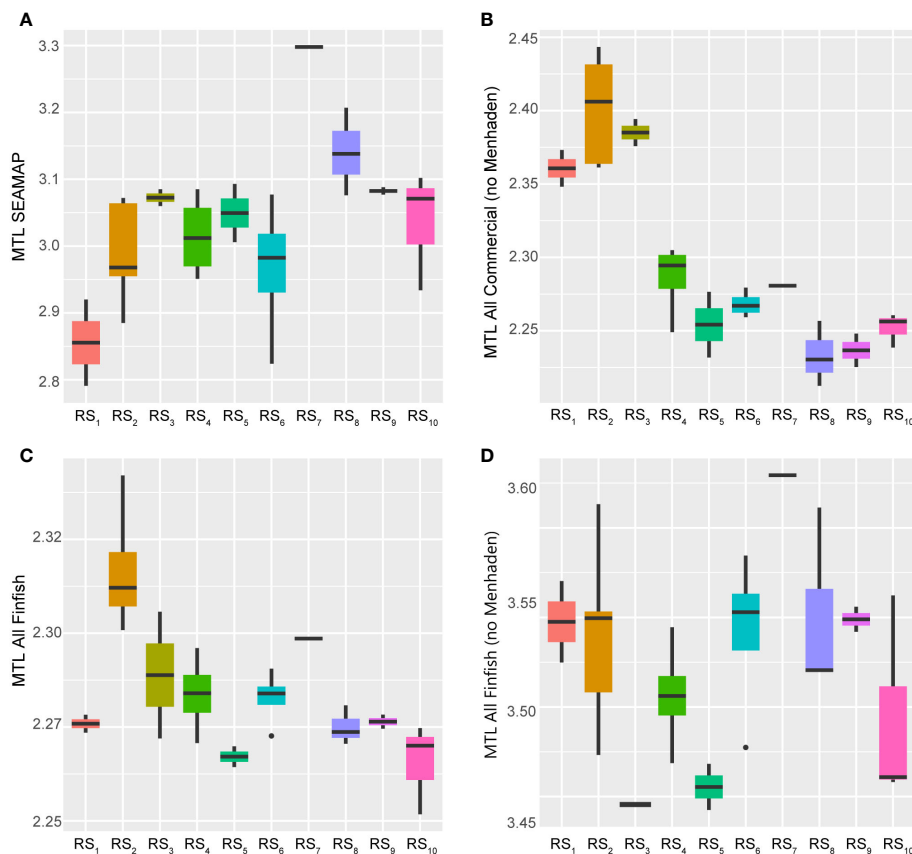 A
MTL SEAMAP
3.3
3.2
3.1
3.0
2.9
2.8
RS₁ RS₂ RS₃ RS₄ RS₅ RS₆ RS₇ RS₈ RS₉ RS₁₀
B
MTL All Commercial (no Menhaden)
2.45
2.40
2.35
2.30
2.25
RS₁ RS₂ RS₃ RS₄ RS₅ RS₆ RS₇ RS₈ RS₉ RS₁₀
C
MTL All Finfish
2.32
2.30
2.27
2.25
RS₁ RS₂ RS₃ RS₄ RS₅ RS₆ RS₇ RS₈ RS₉ RS₁₀
D
MTL All Finfish (no Menhaden)
3.60
3.55
3.50
3.45
RS₁ RS₂ RS₃ RS₄ RS₅ RS₆ RS₇ RS₈ RS₉ RS₁₀